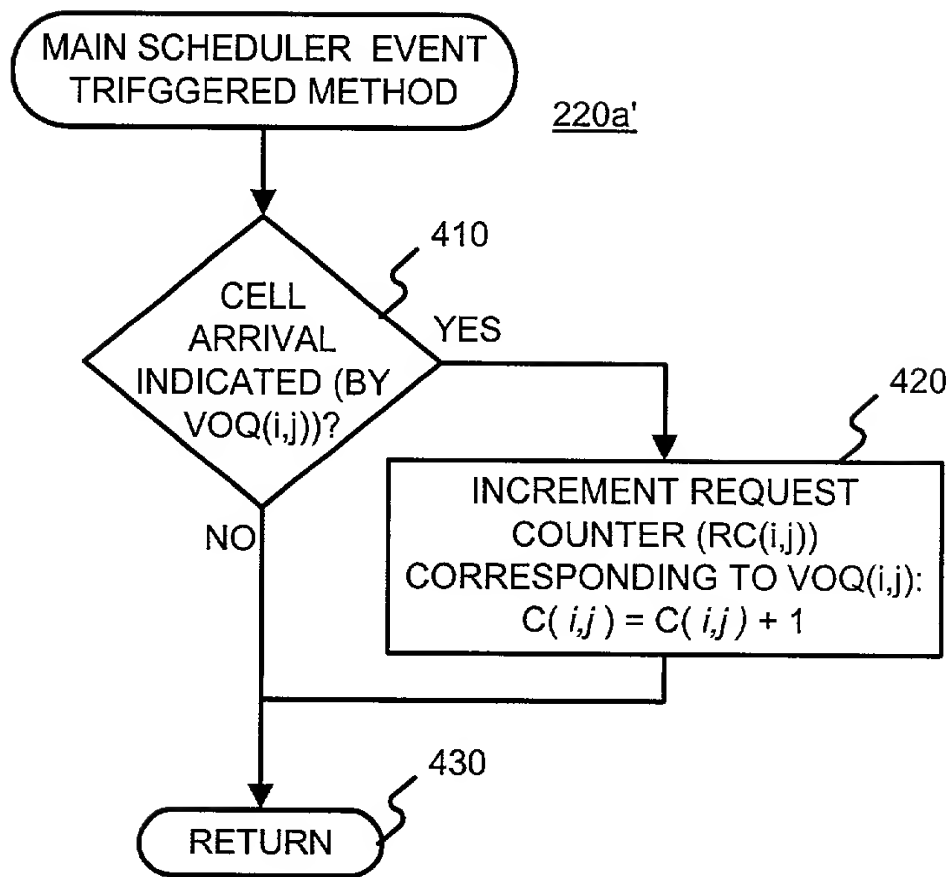 MAIN SCHEDULER EVENT
TRIFGGERED METHOD
220a'
410
CELL
ARRIVAL
INDICATED (BY
VOQ(i,j))?
YES
420
INCREMENT REQUEST
COUNTER (RC(i,j))
CORRESPONDING TO VOQ(i,j):
C( i,j ) = C( i,j ) + 1
NO
430
RETURN